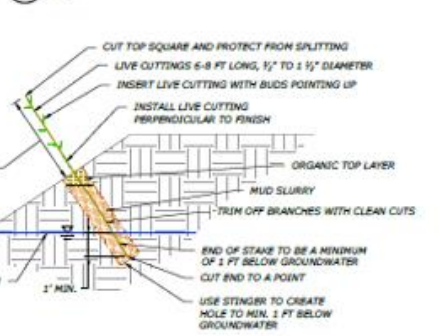 CUT TOP SQUARE AND PROTECT FROM SPLITTING
LIVE CUTTINGS 6-8 FT LONG, ½" TO 1 ½" DIAMETER
INSERT LIVE CUTTING WITH BUDS POINTING UP
INSTALL LIVE CUTTING
PERPENDICULAR TO FINISH
ORGANIC TOP LAYER
MUD SLURRY
TRIM OFF BRANCHES WITH CLEAN CUTS
END OF STAKE TO BE A MINIMUM
OF 1 FT BELOW GROUNDWATER
CUT END TO A POINT
1' MIN.
USE STINGER TO CREATE
HOLE TO MIN. 1 FT BELOW
GROUNDWATER